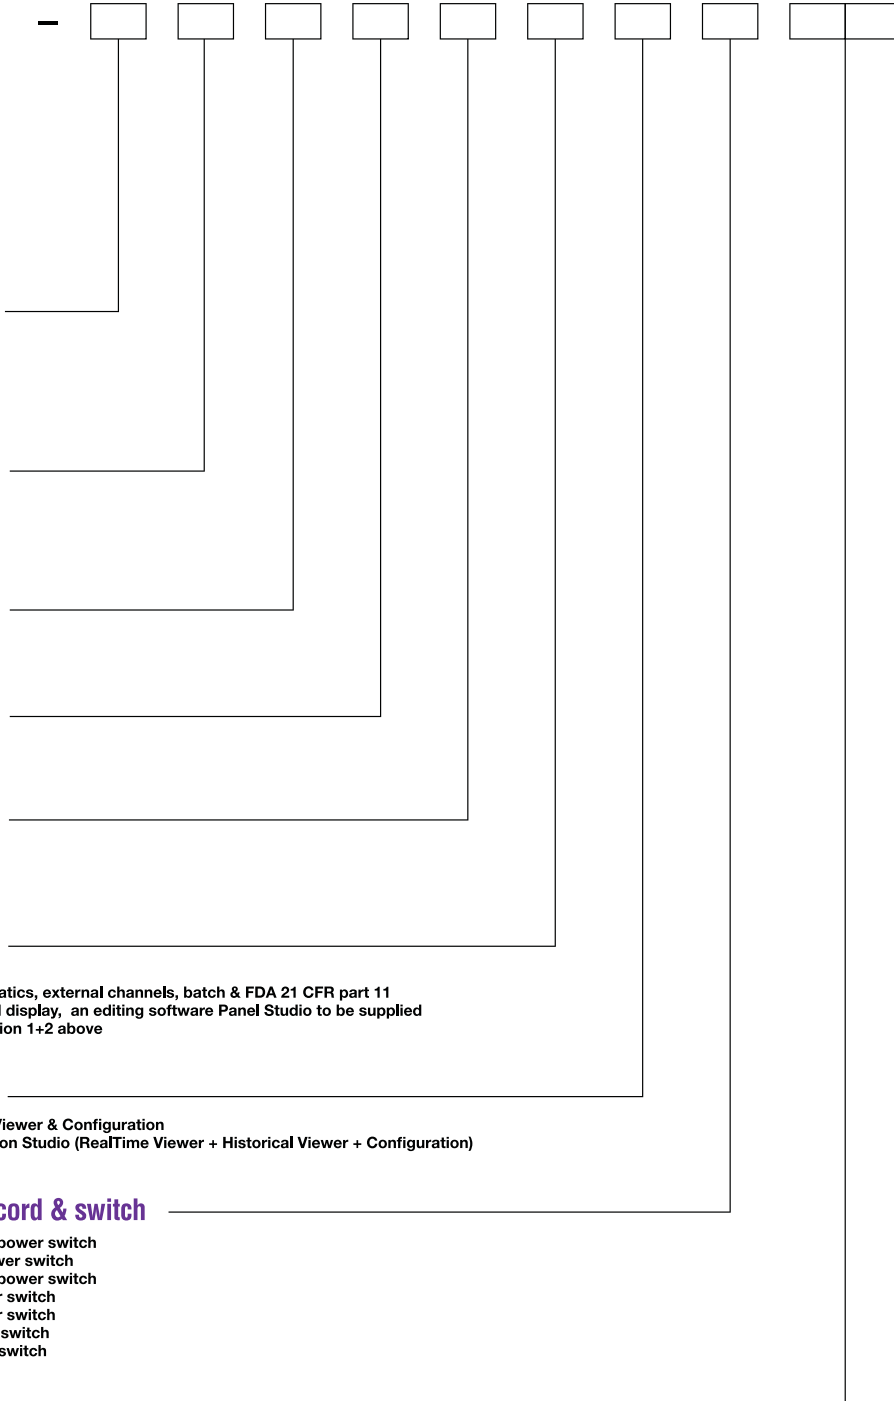 –
atics, external channels, batch & FDA 21 CFR part 11
display, an editing software Panel Studio to be supplied
ion 1+2 above
Viewer & Configuration
on Studio (RealTime Viewer + Historical Viewer + Configuration)
cord & switch
power switch
wer switch
power switch
r switch
r switch
switch
switch